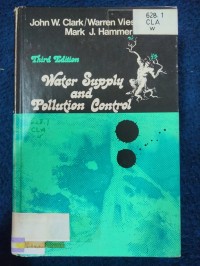 John W. Clark/Warren Vies
Mark J. Hammer
628.1
CLA
w
Third Edition
Water Supply
and
Pollution Control